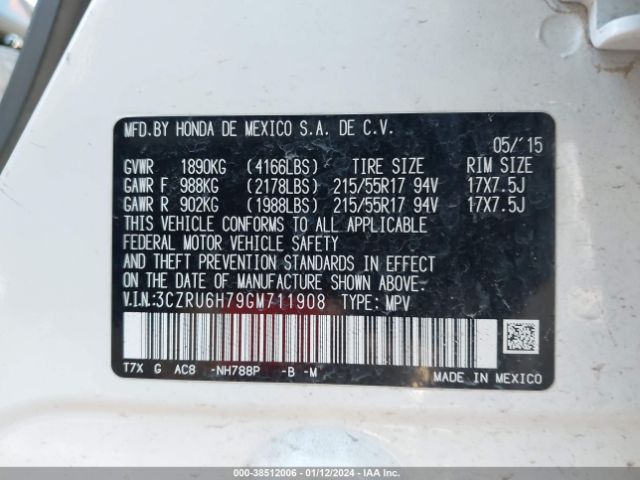 MFD.BY HONDA DE MEXICO S.A. DE C.V.
05/'15
GVWR 1890KG (4166LBS) TIRE SIZE RIM SIZE
GAWR F 988KG (2178LBS) 215/55R17 94V 17X7.5J
GAWR R 902KG (1988LBS) 215/55R17 94V 17X7.5J
THIS VEHICLE CONFORMS TO ALL APPLICABLE
FEDERAL MOTOR VEHICLE SAFETY
AND THEFT PREVENTION STANDARDS IN EFFECT
ON THE DATE OF MANUFACTURE SHOWN ABOVE.
V.I.N.:3CZRU6H79GM711908 TYPE: MPV
T7X G AC8 -NH788P -B -M
MADE IN MEXICO
000-38512006 - 01/12/2024 - IAA Inc.